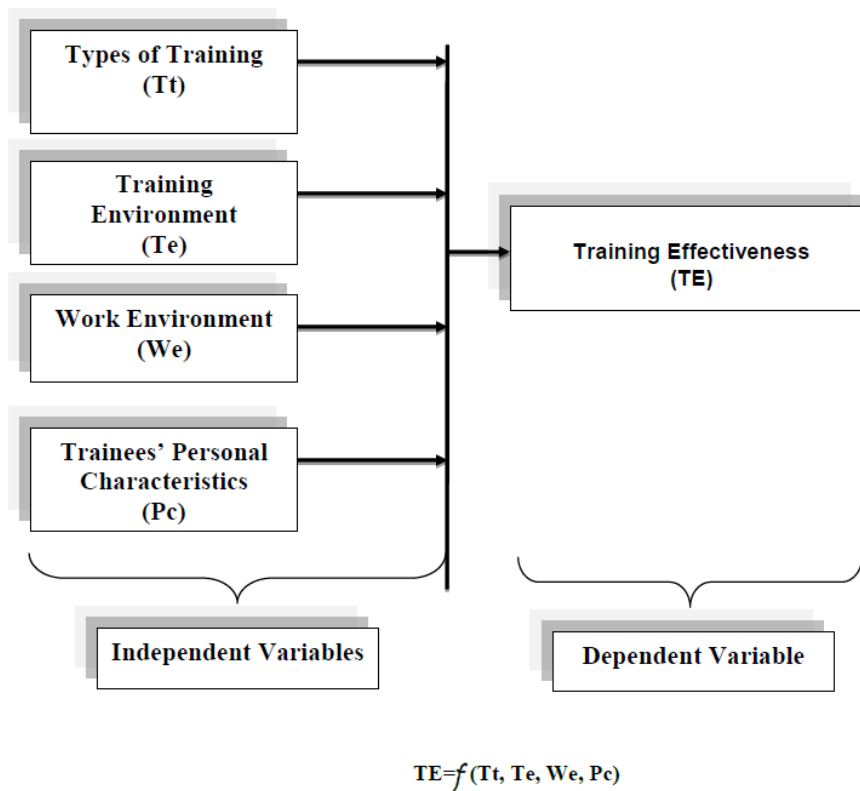 Types of Training
(Tt)
Training
Environment
(Te)
Work Environment
(We)
Trainees’ Personal
Characteristics
(Pc)
Training Effectiveness
(TE)
Independent Variables
Dependent Variable
TE=f(Tt, Te, We, Pc)